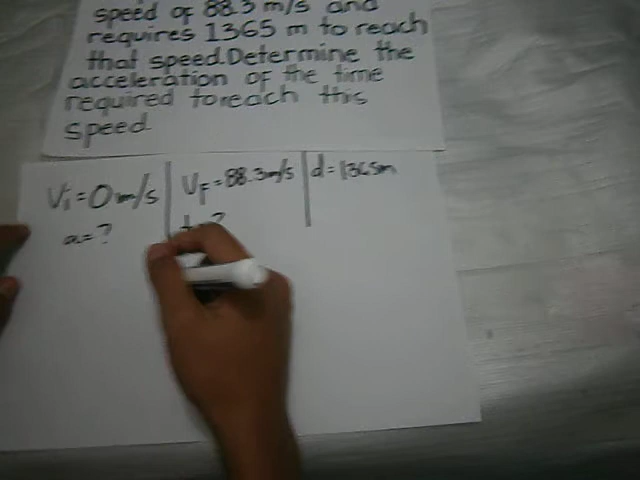 speed of 88.3 m/s and
requires 1365 m to reach
that speed. Determine the
acceleration of the time
required to reach this
speed.
Vi = 0 m/s VF = 88.3 m/s d = 1365m
a = ? t = ?